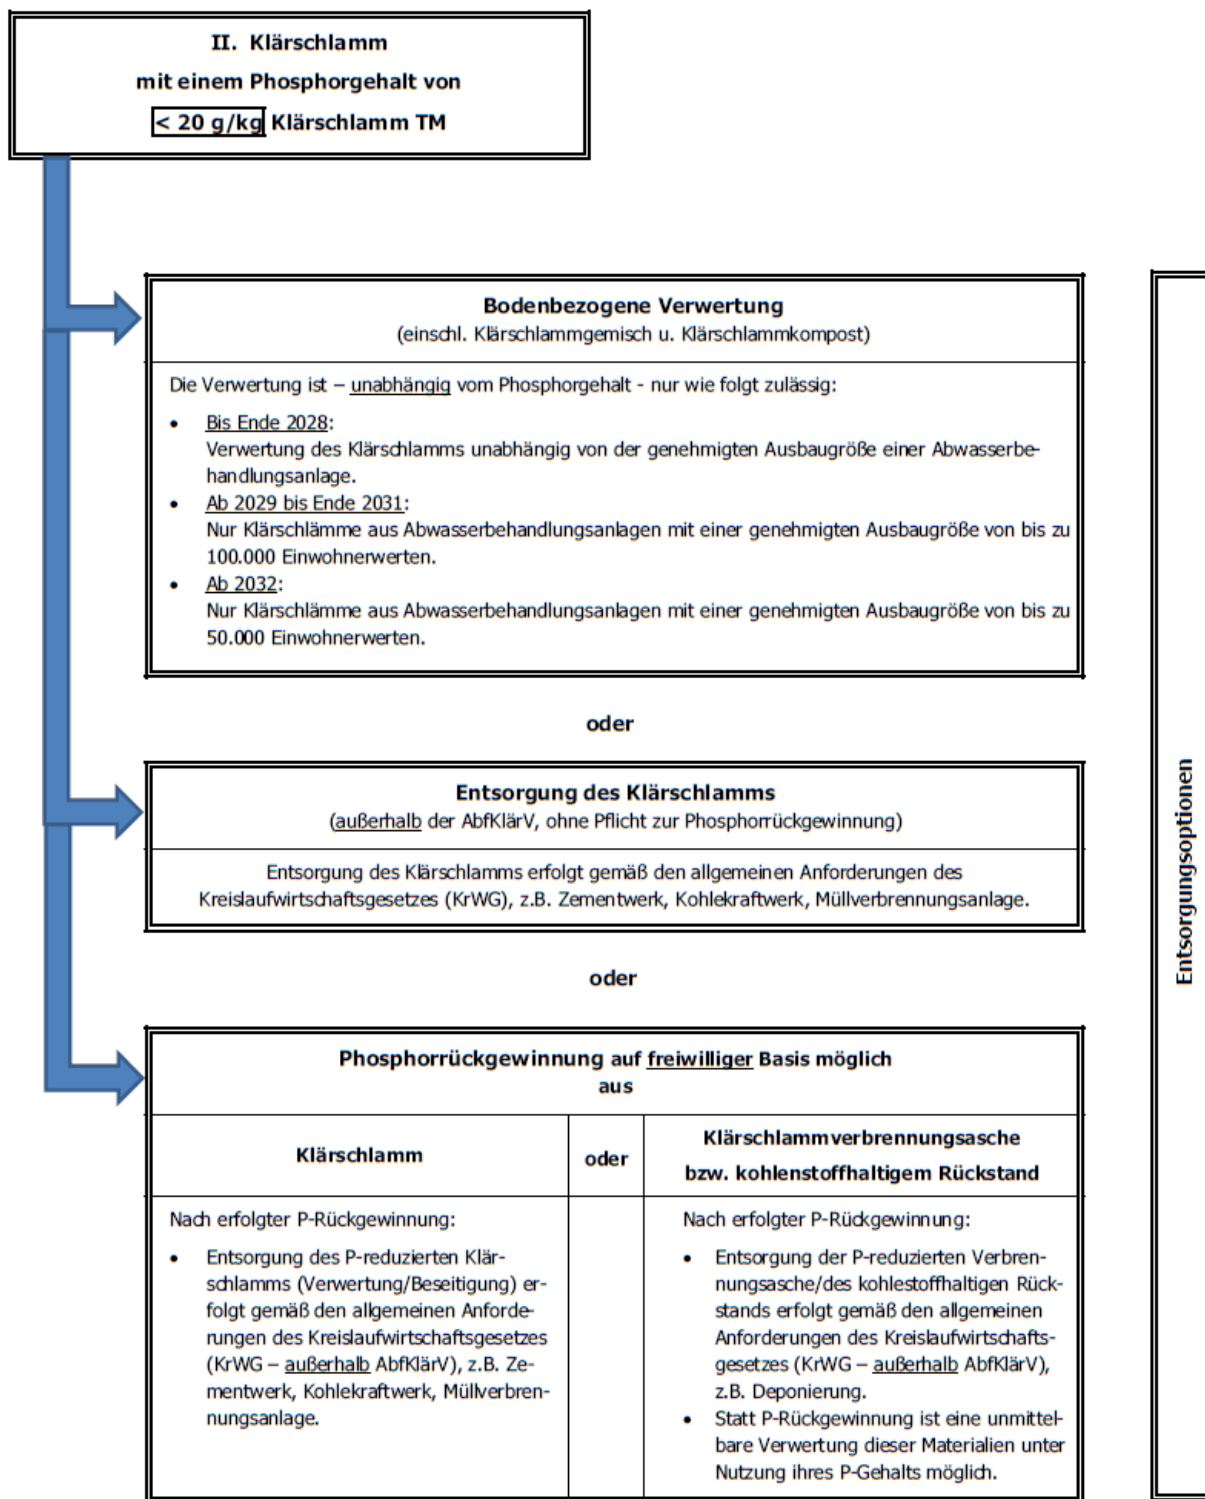 II. Klärschlamm
mit einem Phosphorgehalt von
< 20 g/kg Klärschlamm TM
Bodenbezogene Verwertung
(einschl. Klärschlammgemisch u. Klärschlammkompost)
Die Verwertung ist – unabhängig vom Phosphorgehalt - nur wie folgt zulässig:
• Bis Ende 2028:
Verwertung des Klärschlamms unabhängig von der genehmigten Ausbaugröße einer Abwasserbe-
handlungsanlage.
• Ab 2029 bis Ende 2031:
Nur Klärschlämme aus Abwasserbehandlungsanlagen mit einer genehmigten Ausbaugröße von bis zu
100.000 Einwohnerwerten.
• Ab 2032:
Nur Klärschlämme aus Abwasserbehandlungsanlagen mit einer genehmigten Ausbaugröße von bis zu
50.000 Einwohnerwerten.
oder
Entsorgung des Klärschlamms
(außerhalb der AbfKlärV, ohne Pflicht zur Phosphorrückgewinnung)
Entsorgung des Klärschlamms erfolgt gemäß den allgemeinen Anforderungen des
Kreislaufwirtschaftsgesetzes (KrWG), z.B. Zementwerk, Kohlekraftwerk, Müllverbrennungsanlage.
oder
Phosphorrückgewinnung auf freiwilliger Basis möglich
aus
Klärschlamm
oder
Klärschlammverbrennungsasche
bzw. kohlenstoffhaltigem Rückstand
Nach erfolgter P-Rückgewinnung:
• Entsorgung des P-reduzierten Klär-
schlamms (Verwertung/Beseitigung) er-
folgt gemäß den allgemeinen Anforde-
rungen des Kreislaufwirtschaftsgesetzes
(KrWG – außerhalb AbfKlärV), z.B. Ze-
mentwerk, Kohlekraftwerk, Müllverbren-
nungsanlage.
Nach erfolgter P-Rückgewinnung:
• Entsorgung der P-reduzierten Verbren-
nungsasche/des kohlestoffhaltigen Rück-
stands erfolgt gemäß den allgemeinen
Anforderungen des Kreislaufwirtschafts-
gesetzes (KrWG – außerhalb AbfKlärV),
z.B. Deponierung.
• Statt P-Rückgewinnung ist eine unmittel-
bare Verwertung dieser Materialien unter
Nutzung ihres P-Gehalts möglich.
Entsorgungsoptionen